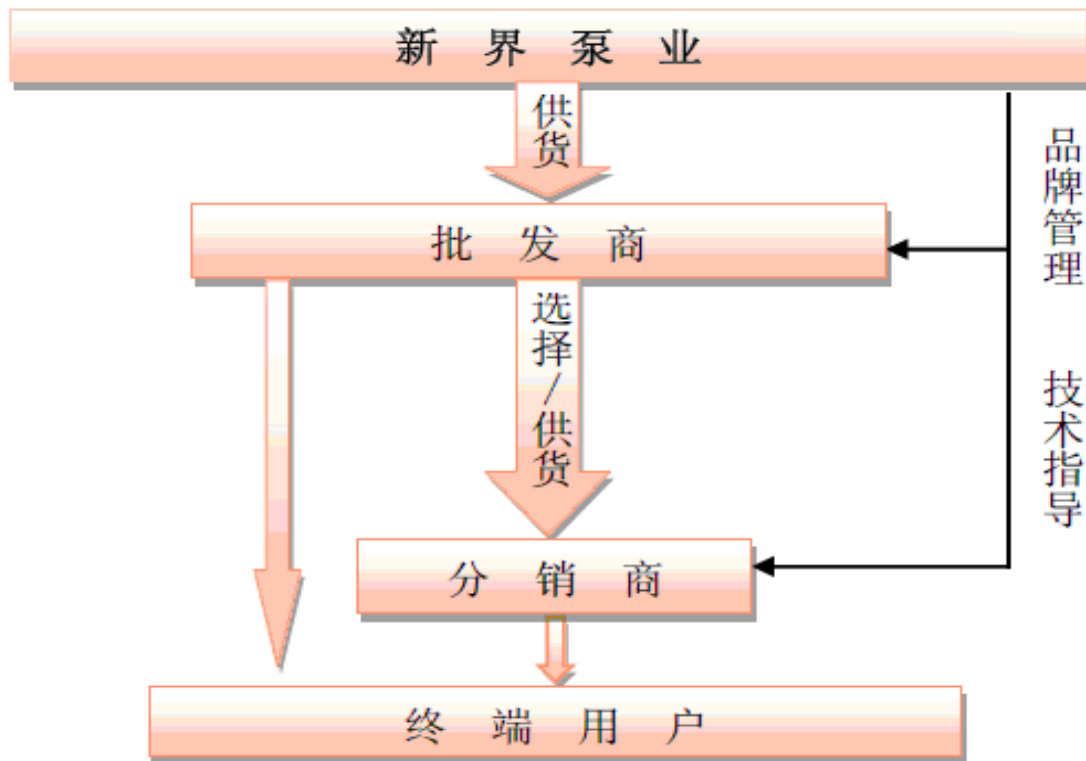 新界泵业
供货
批发商
选择/供货
分销商
终端用户
品牌管理
技术指导